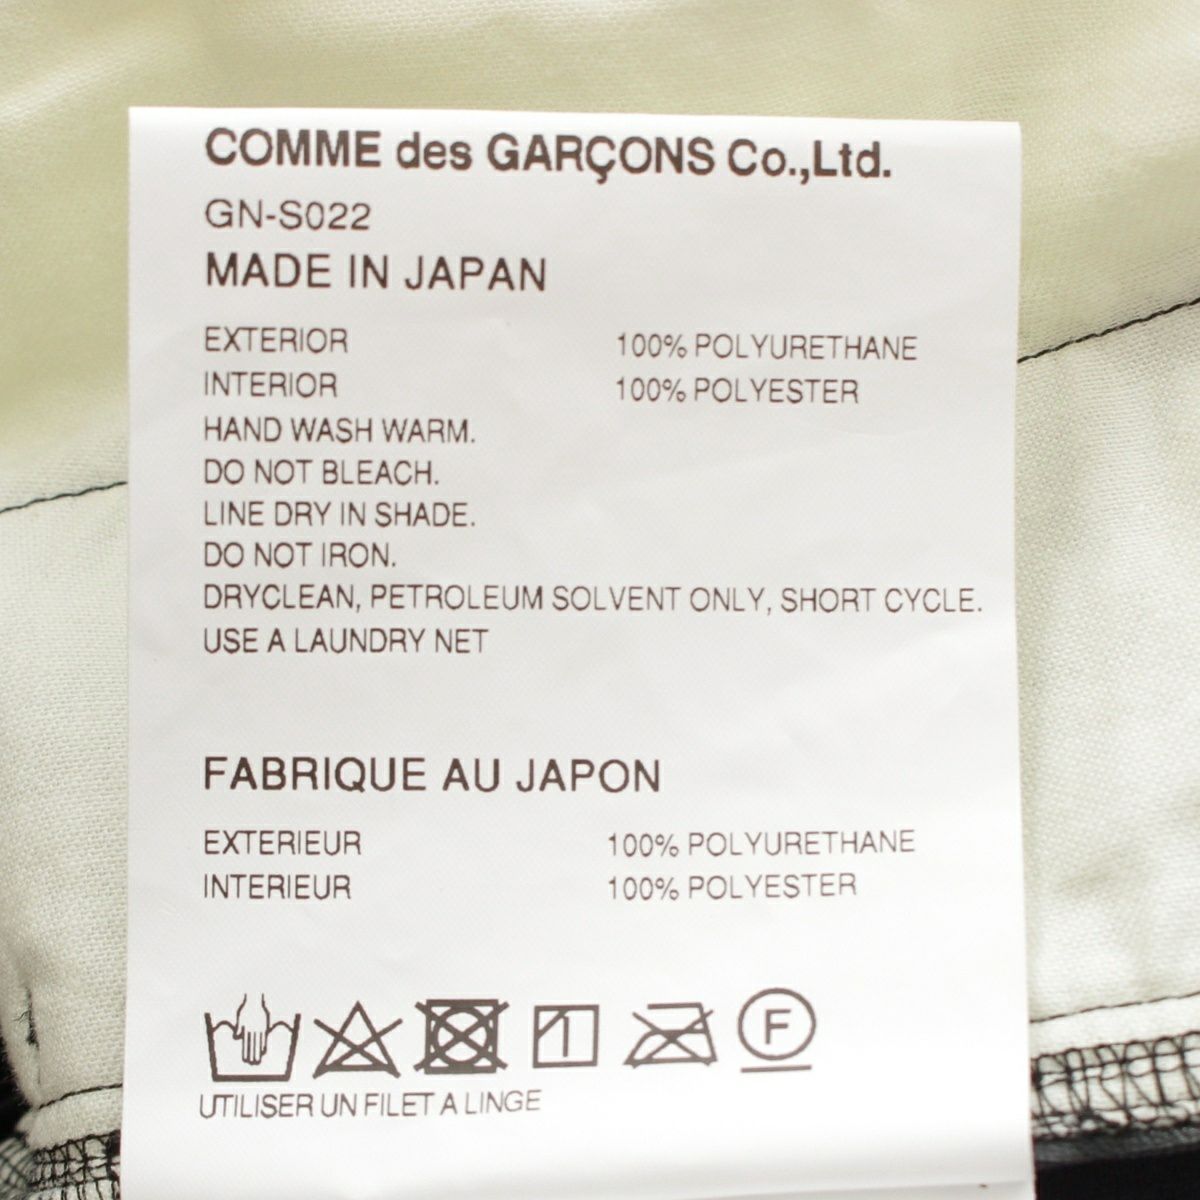 COMME des GARÇONS Co.,Ltd.
GN-S022
MADE IN JAPAN
EXTERIOR 100% POLYURETHANE
INTERIOR 100% POLYESTER
HAND WASH WARM.
DO NOT BLEACH.
LINE DRY IN SHADE.
DO NOT IRON.
DRYCLEAN, PETROLEUM SOLVENT ONLY, SHORT CYCLE.
USE A LAUNDRY NET
FABRIQUE AU JAPON
EXTERIEUR 100% POLYURETHANE
INTERIEUR 100% POLYESTER
F
UTILISER UN FILET A LINGE